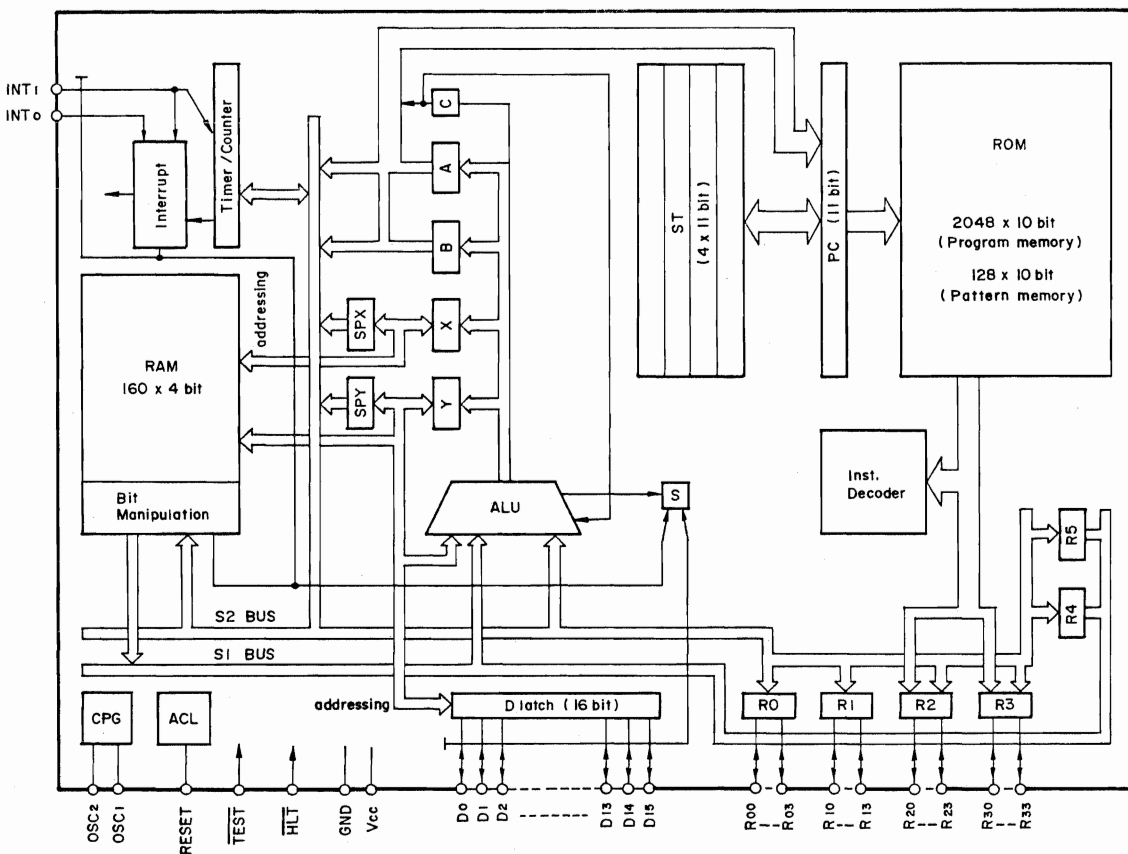 INT1
INT0
Interrupt
Timer/Counter
C
A
B
SPX
X
SPY
Y
addressing
RAM
160 x 4 bit
Bit
Manipulation
ALU
S
ST
(4 x 11 bit)
PC (11 bit)
ROM
2048 x 10 bit
(Program memory)
128 x 10 bit
(Pattern memory)
Inst.
Decoder
R5
R4
S2 BUS
S1 BUS
CPG
ACL
addressing
D latch (16 bit)
R0
R1
R2
R3
OSC2
OSC1
RESET
TEST
HLT
GND
Vcc
D0
D1
D2
D13
D14
D15
R00
R03
R10
R13
R20
R23
R30
R33